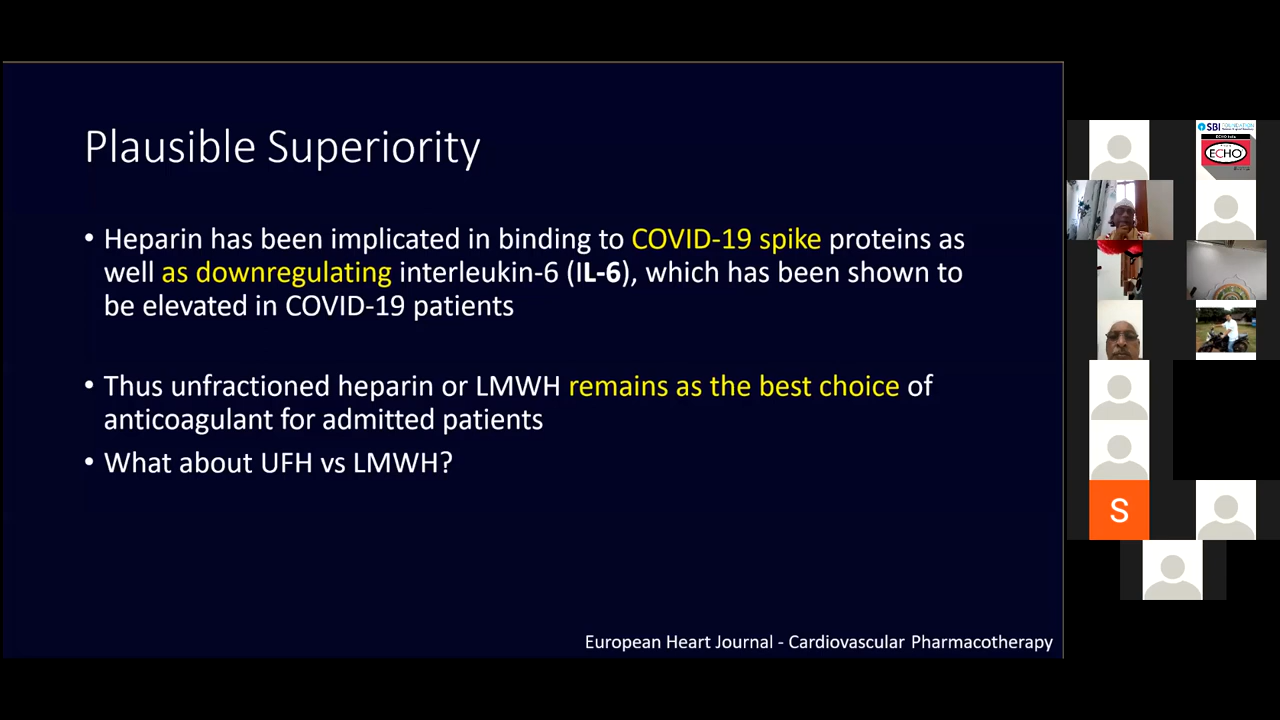 Plausible Superiority
• Heparin has been implicated in binding to COVID-19 spike proteins as
well as downregulating interleukin-6 (IL-6), which has been shown to
be elevated in COVID-19 patients
• Thus unfractioned heparin or LMWH remains as the best choice of
anticoagulant for admitted patients
• What about UFH vs LMWH?
European Heart Journal - Cardiovascular Pharmacotherapy
SBI
ECHO
S